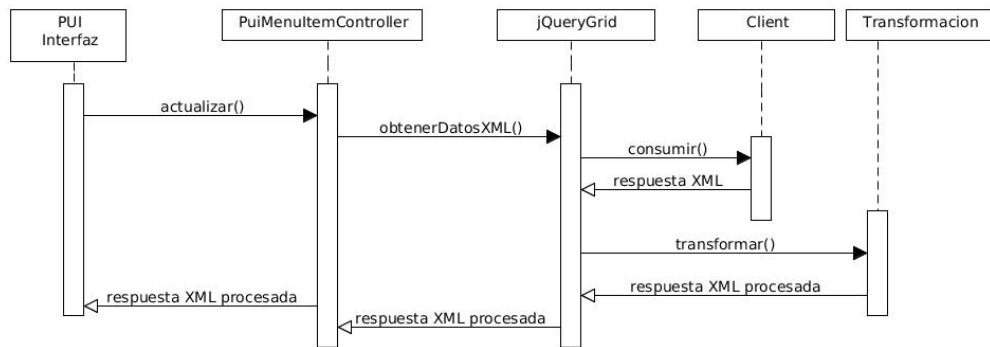 PUI
Interfaz
PuiMenuItemController
jQueryGrid
Client
Transformacion
actualizar()
obtenerDatosXML()
consumir()
respuesta XML
transformar()
respuesta XML procesada
respuesta XML procesada
respuesta XML procesada